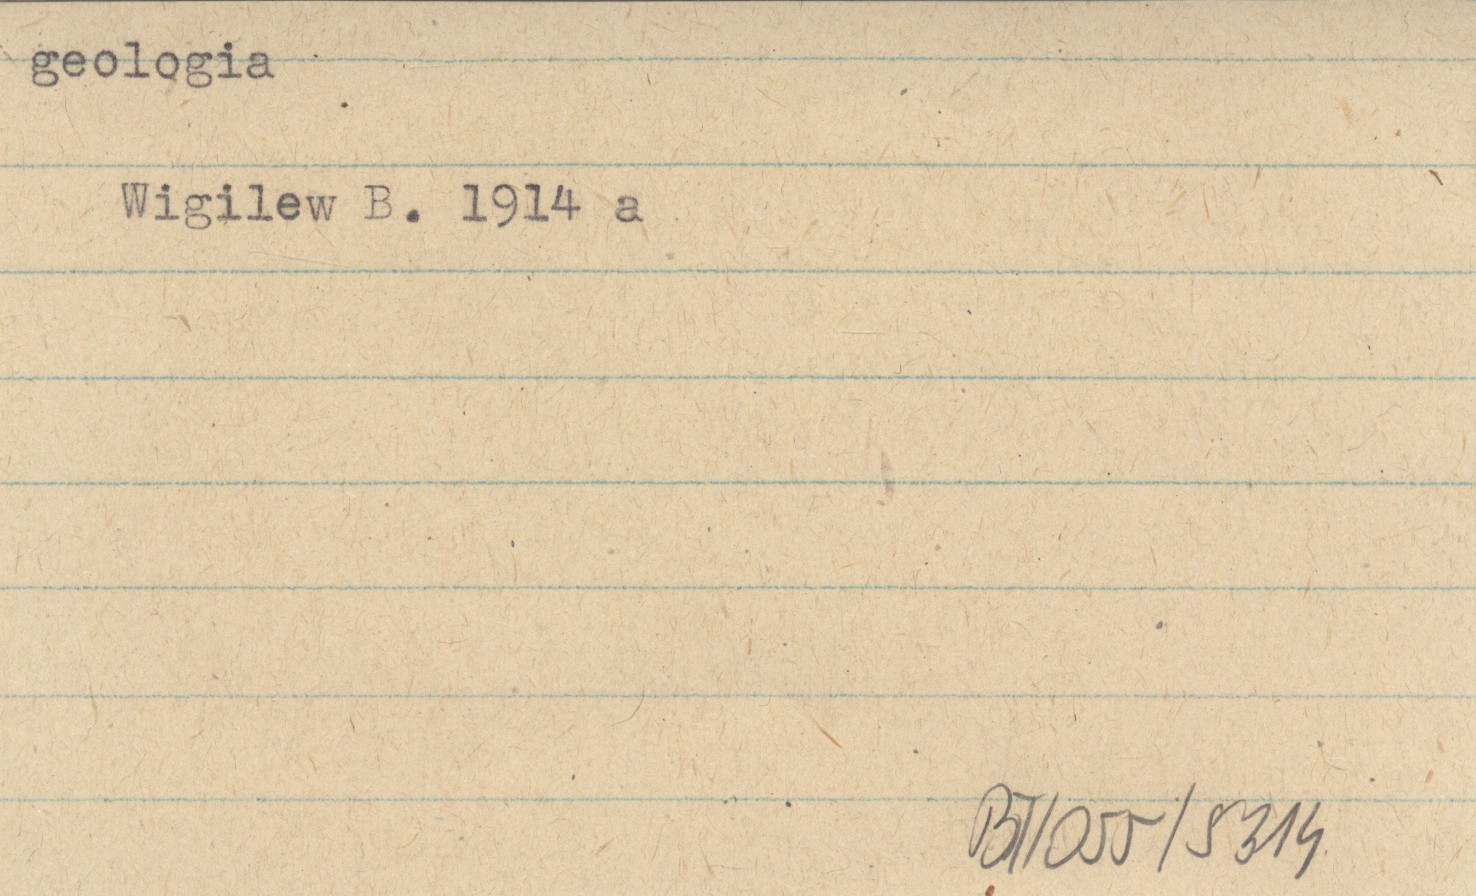 geologia
Wigilew B. 1914 a
BT/055/5314